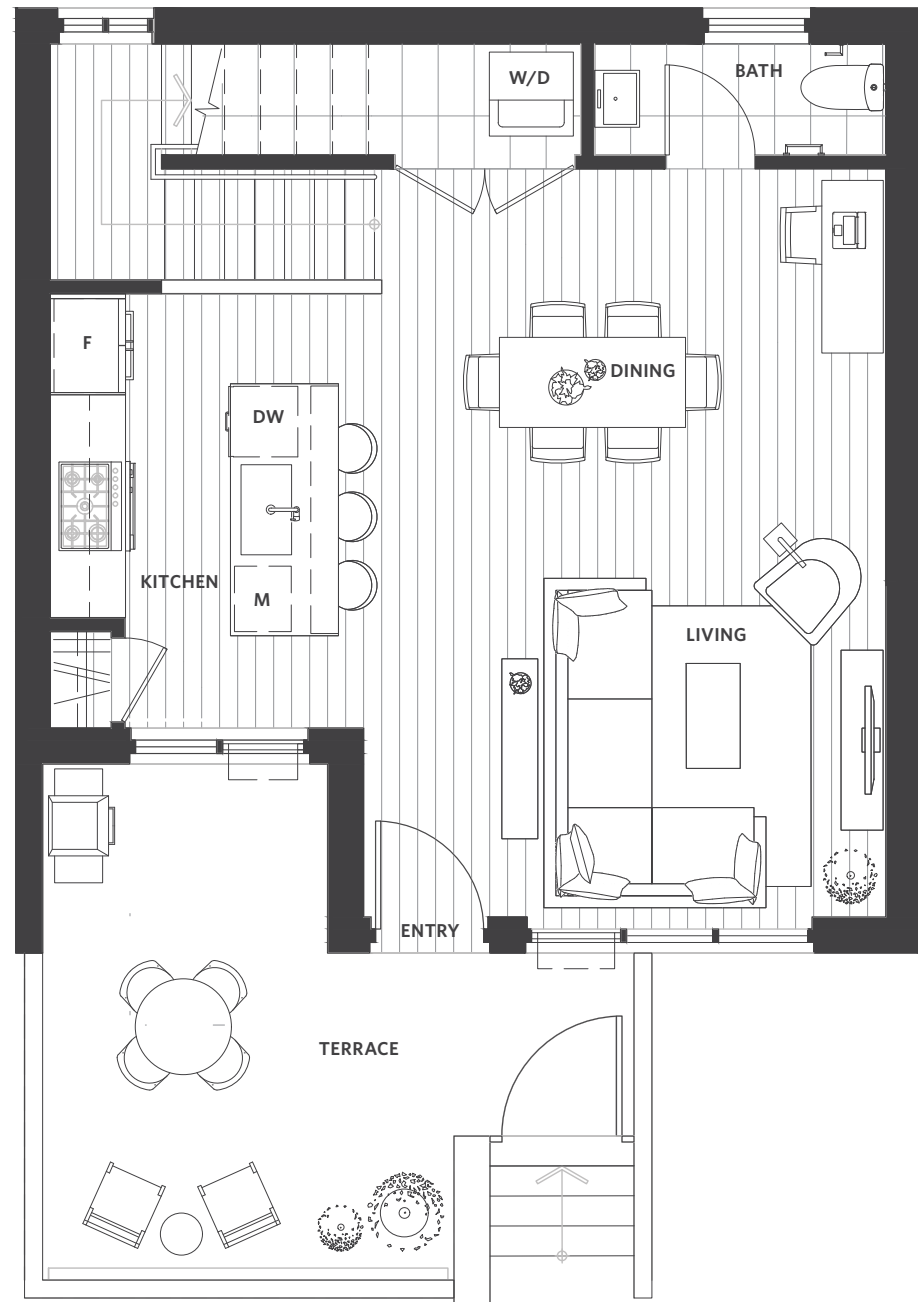 W/D
BATH
F
DINING
DW
KITCHEN
M
LIVING
ENTRY
TERRACE